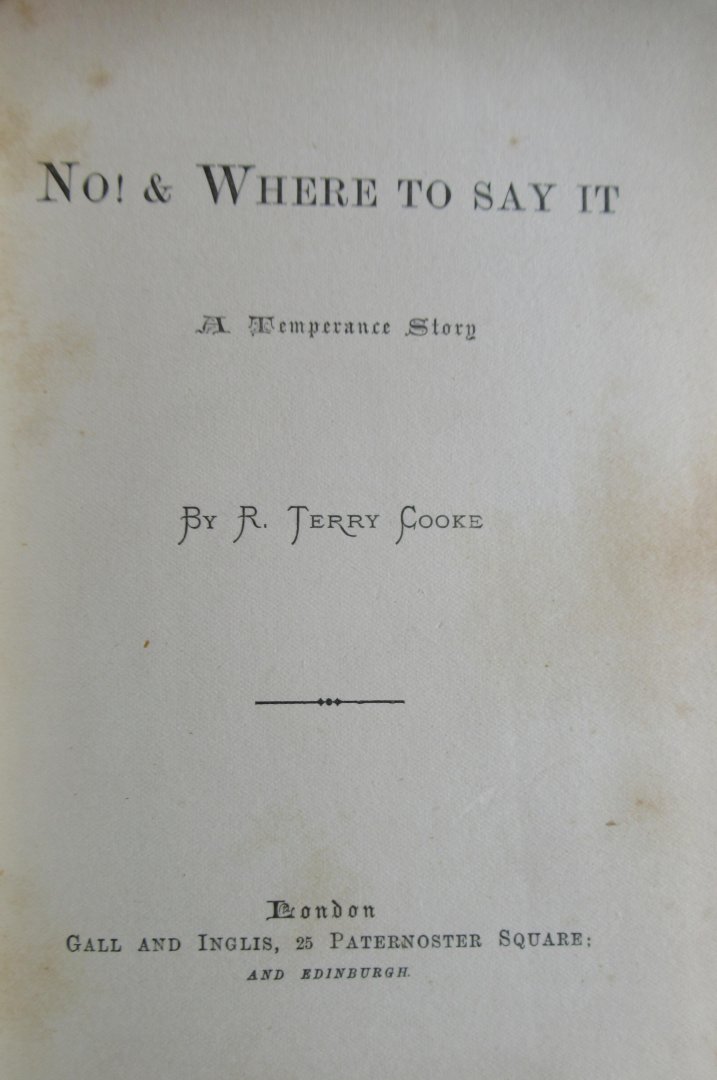 No! & Where to say it
A Temperance Story
By R. Terry Cooke
London
Gall and Inglis, 25 Paternoster Square;
AND EDINBURGH.